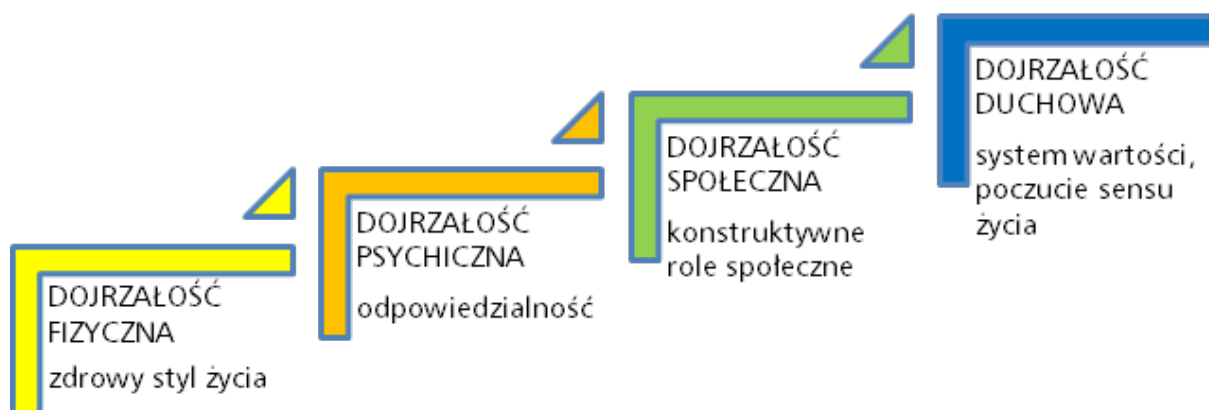 DOJRZAŁOŚĆ
FIZYCZNA
zdrowy styl życia
DOJRZAŁOŚĆ
PSYCHICZNA
odpowiedzialność
DOJRZAŁOŚĆ
SPOŁECZNA
konstruktywne
role społeczne
DOJRZAŁOŚĆ
DUCHOWA
system wartości,
poczucie sensu
życia